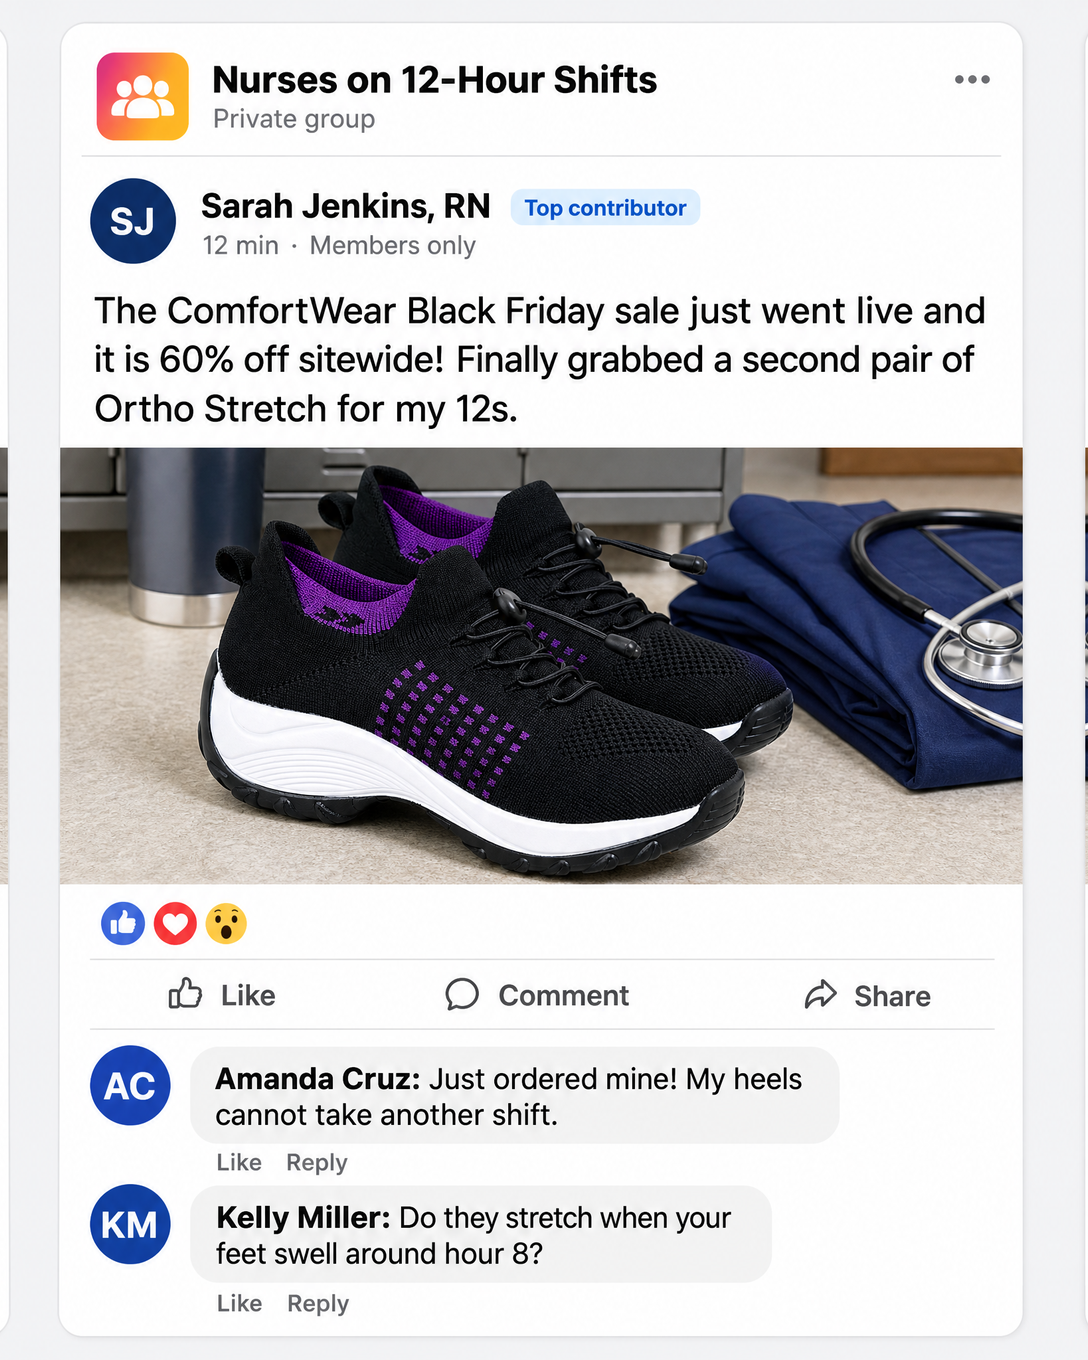 Nurses on 12-Hour Shifts
Private group
SJ
Sarah Jenkins, RN
Top contributor
12 min · Members only
The ComfortWear Black Friday sale just went live and
it is 60% off sitewide! Finally grabbed a second pair of
Ortho Stretch for my 12s.
Like
Comment
Share
AC
Amanda Cruz: Just ordered mine! My heels
cannot take another shift.
Like Reply
KM
Kelly Miller: Do they stretch when your
feet swell around hour 8?
Like Reply